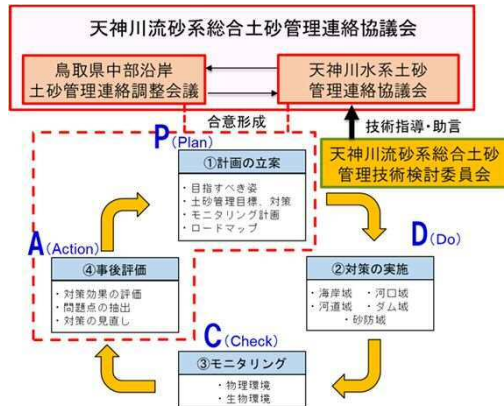 天神川流砂系総合土砂管理連絡協議会
鳥取県中部沿岸
土砂管理連絡調整会議
天神川水系土砂
管理連絡協議会
合意形成
技術指導・助言
天神川流砂系総合土砂
管理技術検討委員会
P(Plan)
①計画の立案
・目指すべき姿
・土砂管理目標、対策
・モニタリング計画
・ロードマップ
D(Do)
②対策の実施
・海岸域 ・河口域
・河道域 ・ダム域
・砂防域
C(Check)
③モニタリング
・物理環境
・生物環境
A(Action)
④事後評価
・対策効果の評価
・問題点の抽出
・対策の見直し